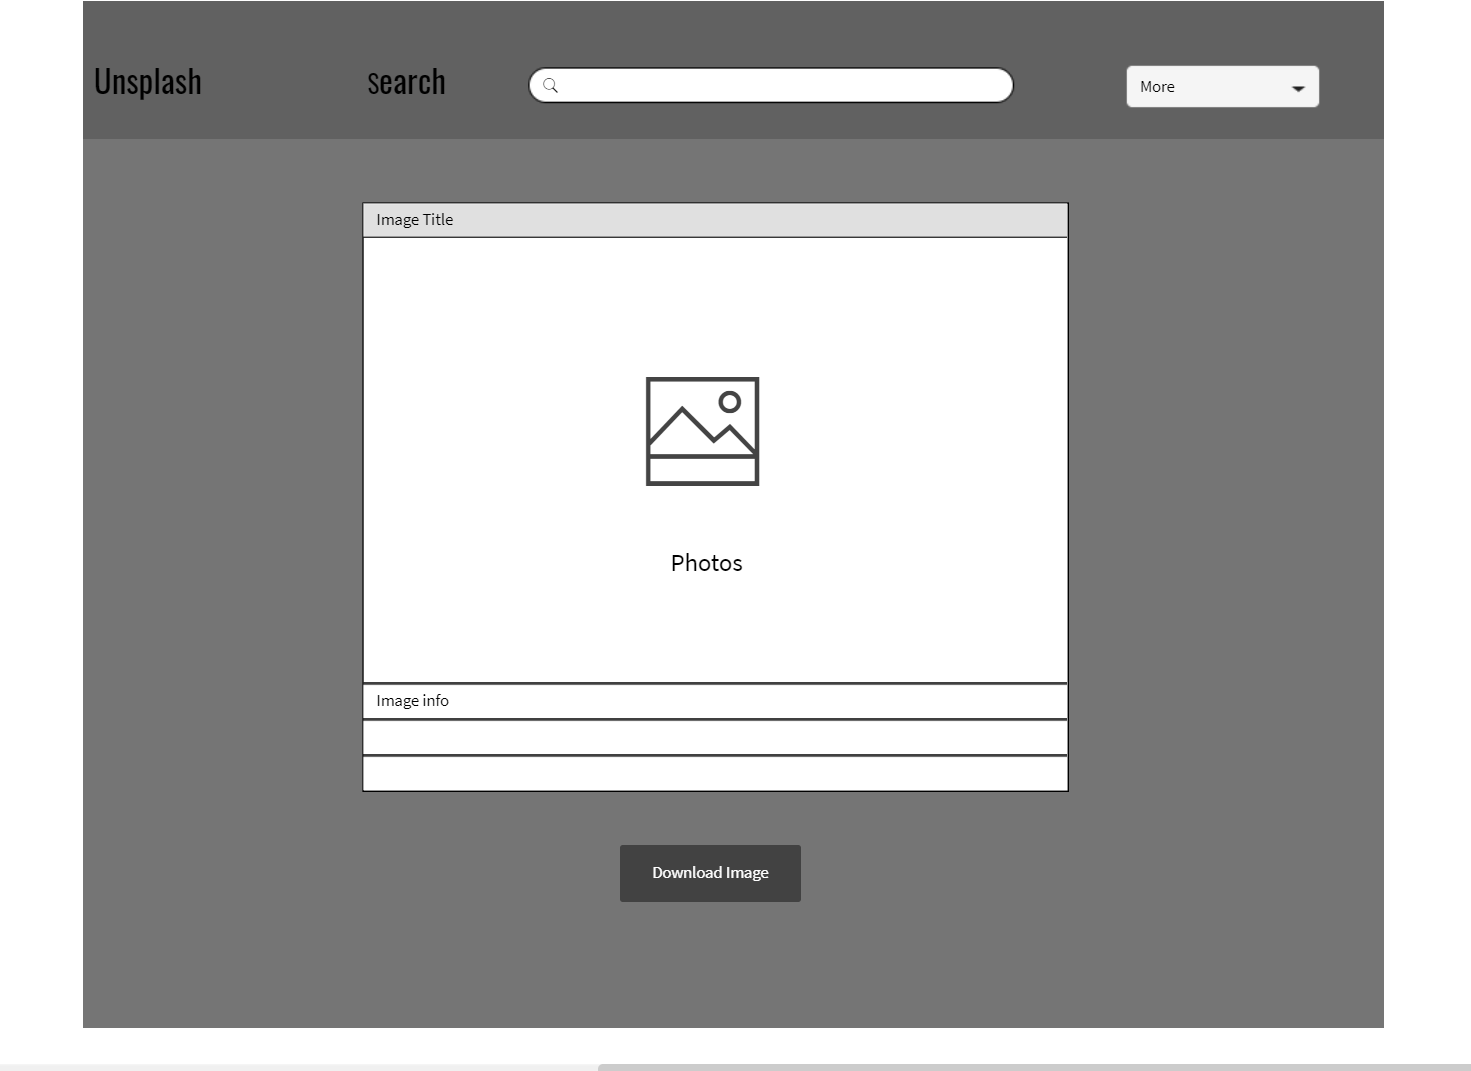 Unsplash
Search
More
Image Title
Photos
Image info
Download Image